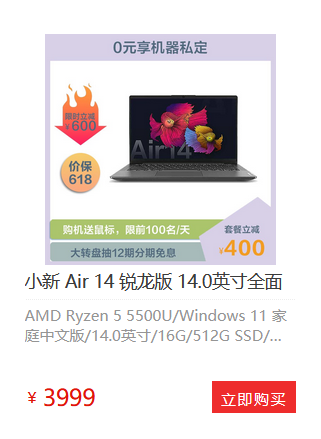 0元享机器私定
限时立减
¥600
Air14
价保
618
购机送鼠标，限前100名/天
大转盘抽12期分期免息
套餐立减
¥400
小新 Air 14 锐龙版 14.0英寸全面
AMD Ryzen 5 5500U/Windows 11 家
庭中文版/14.0英寸/16G/512G SSD/...
¥ 3999
立即购买